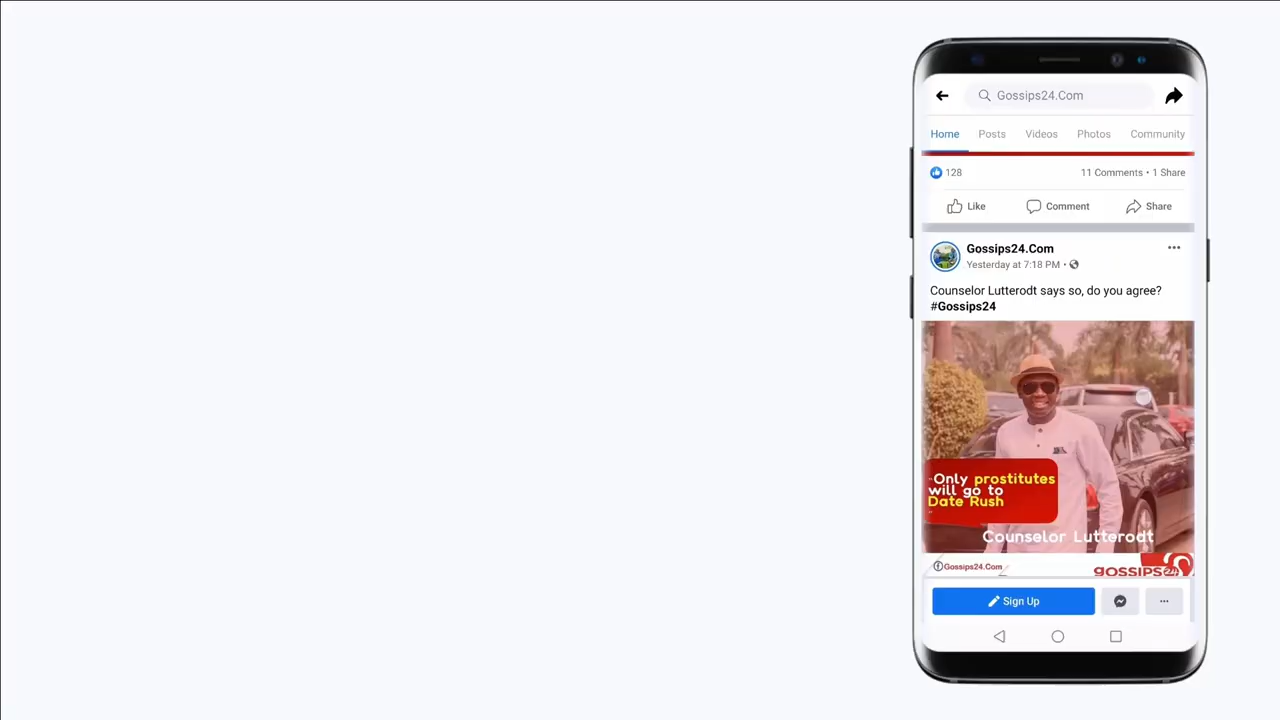 Gossips24.Com
Home Posts Videos Photos Community
128 11 Comments • 1 Share
Like Comment Share
Gossips24.Com
Yesterday at 7:18 PM •
Counselor Lutterodt says so, do you agree?
#Gossips24
"Only prostitutes
will go to
Date Rush
"
Counselor Lutterodt
Gossips24.Com
gossips24
Sign Up